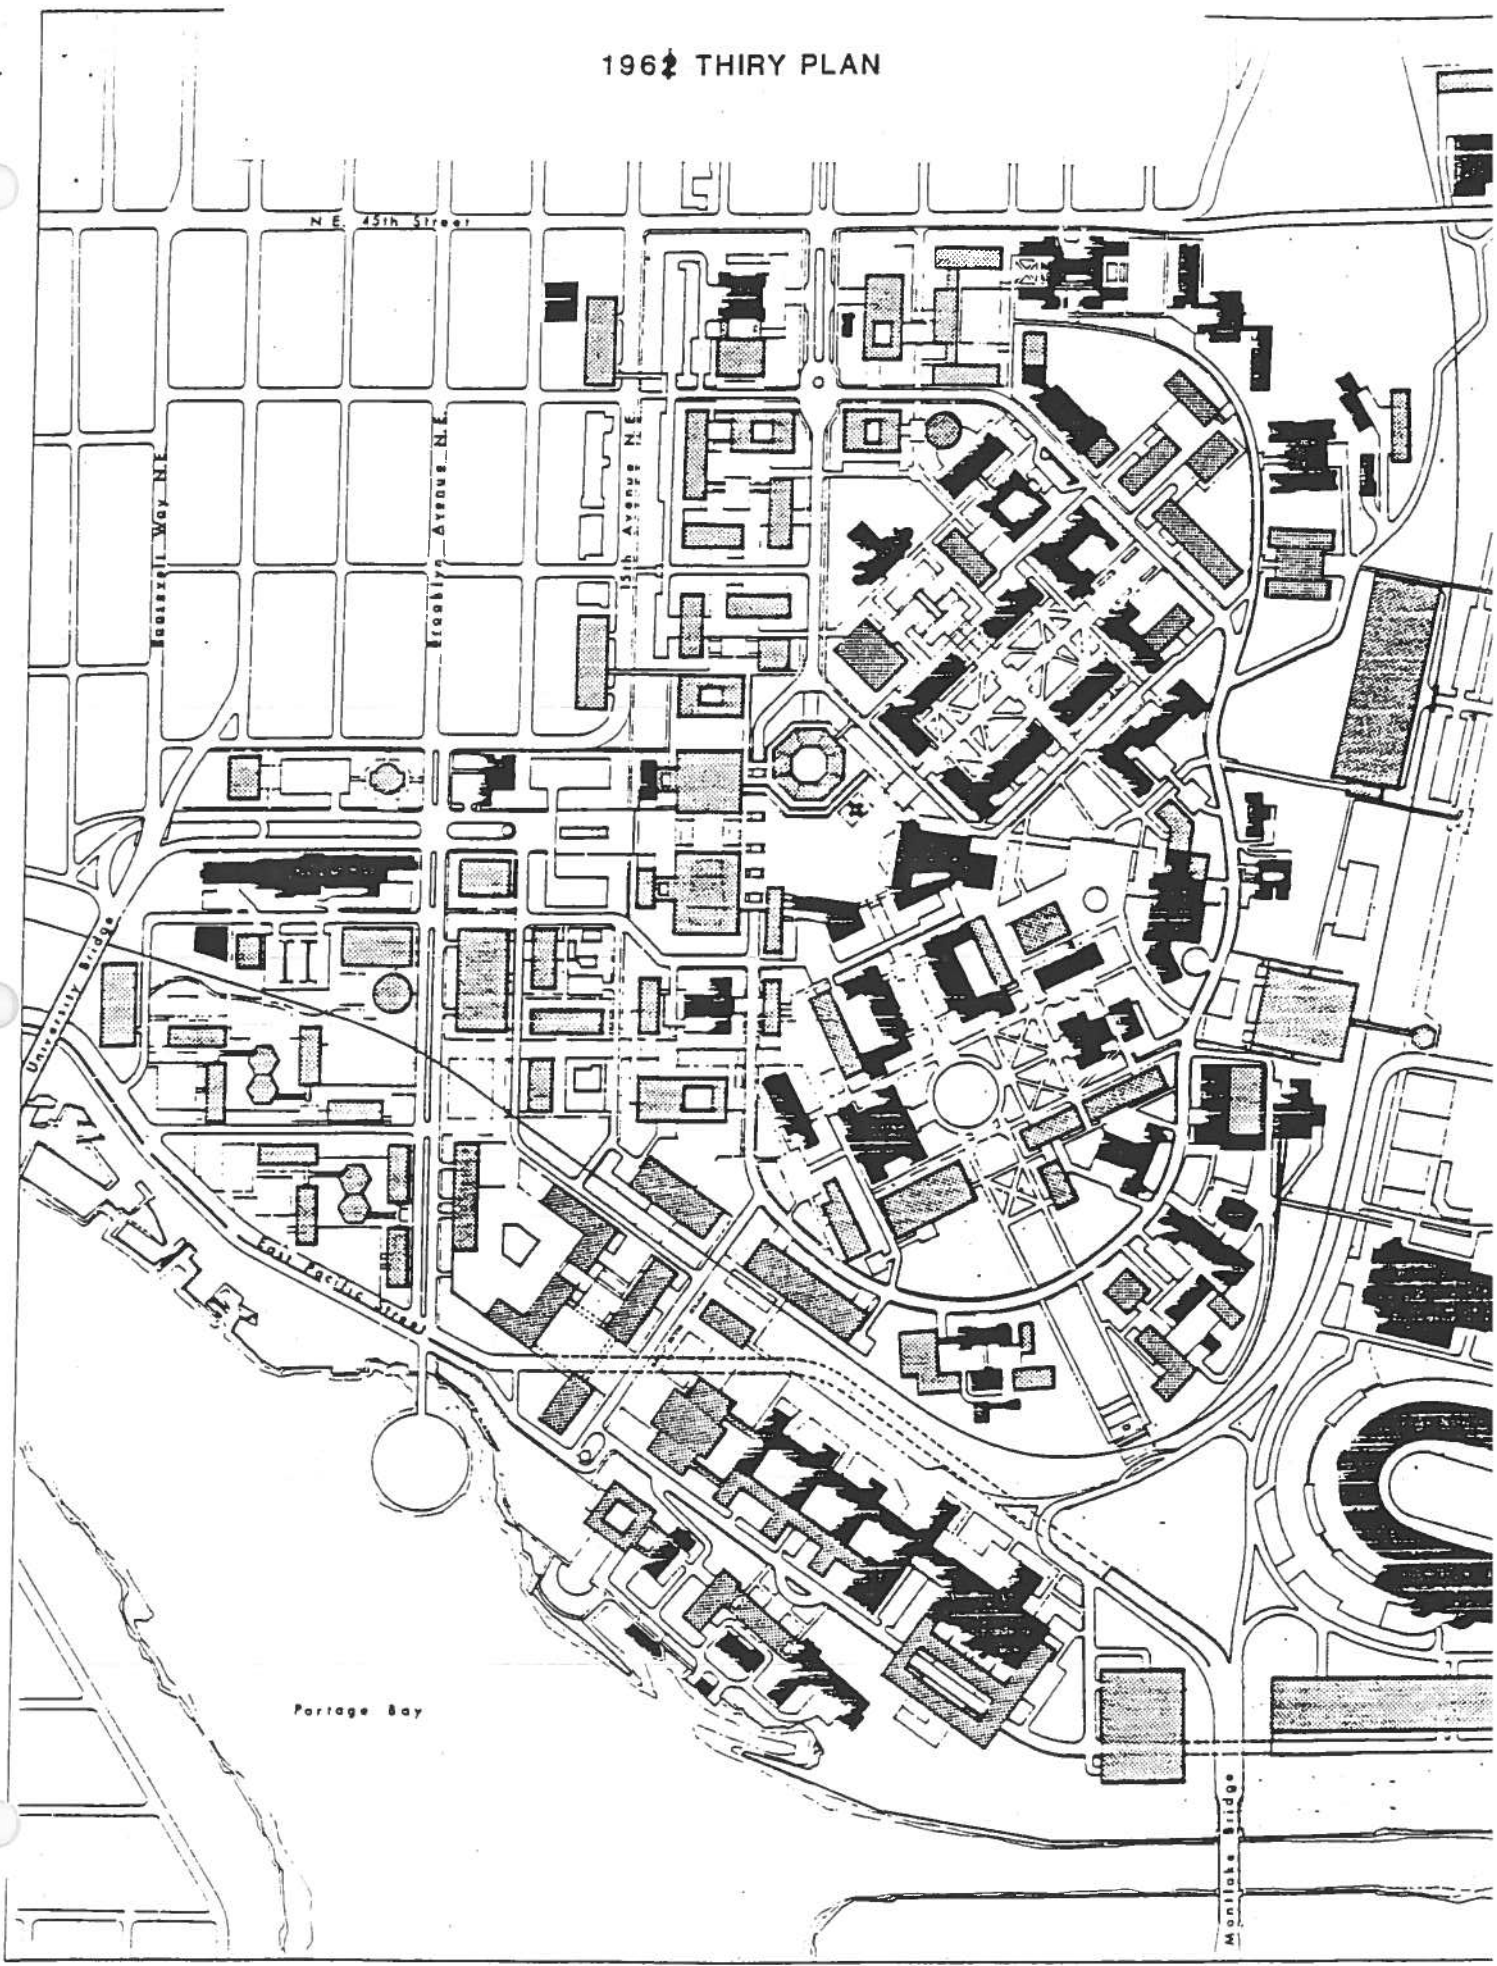 1962 THIRY PLAN
N E. 45th Street
Roosevelt Way N E
Brooklyn Avenue N E
15th Avenue N E
University Bridge
East Pacific Street
Portage Bay
Montlake Bridge